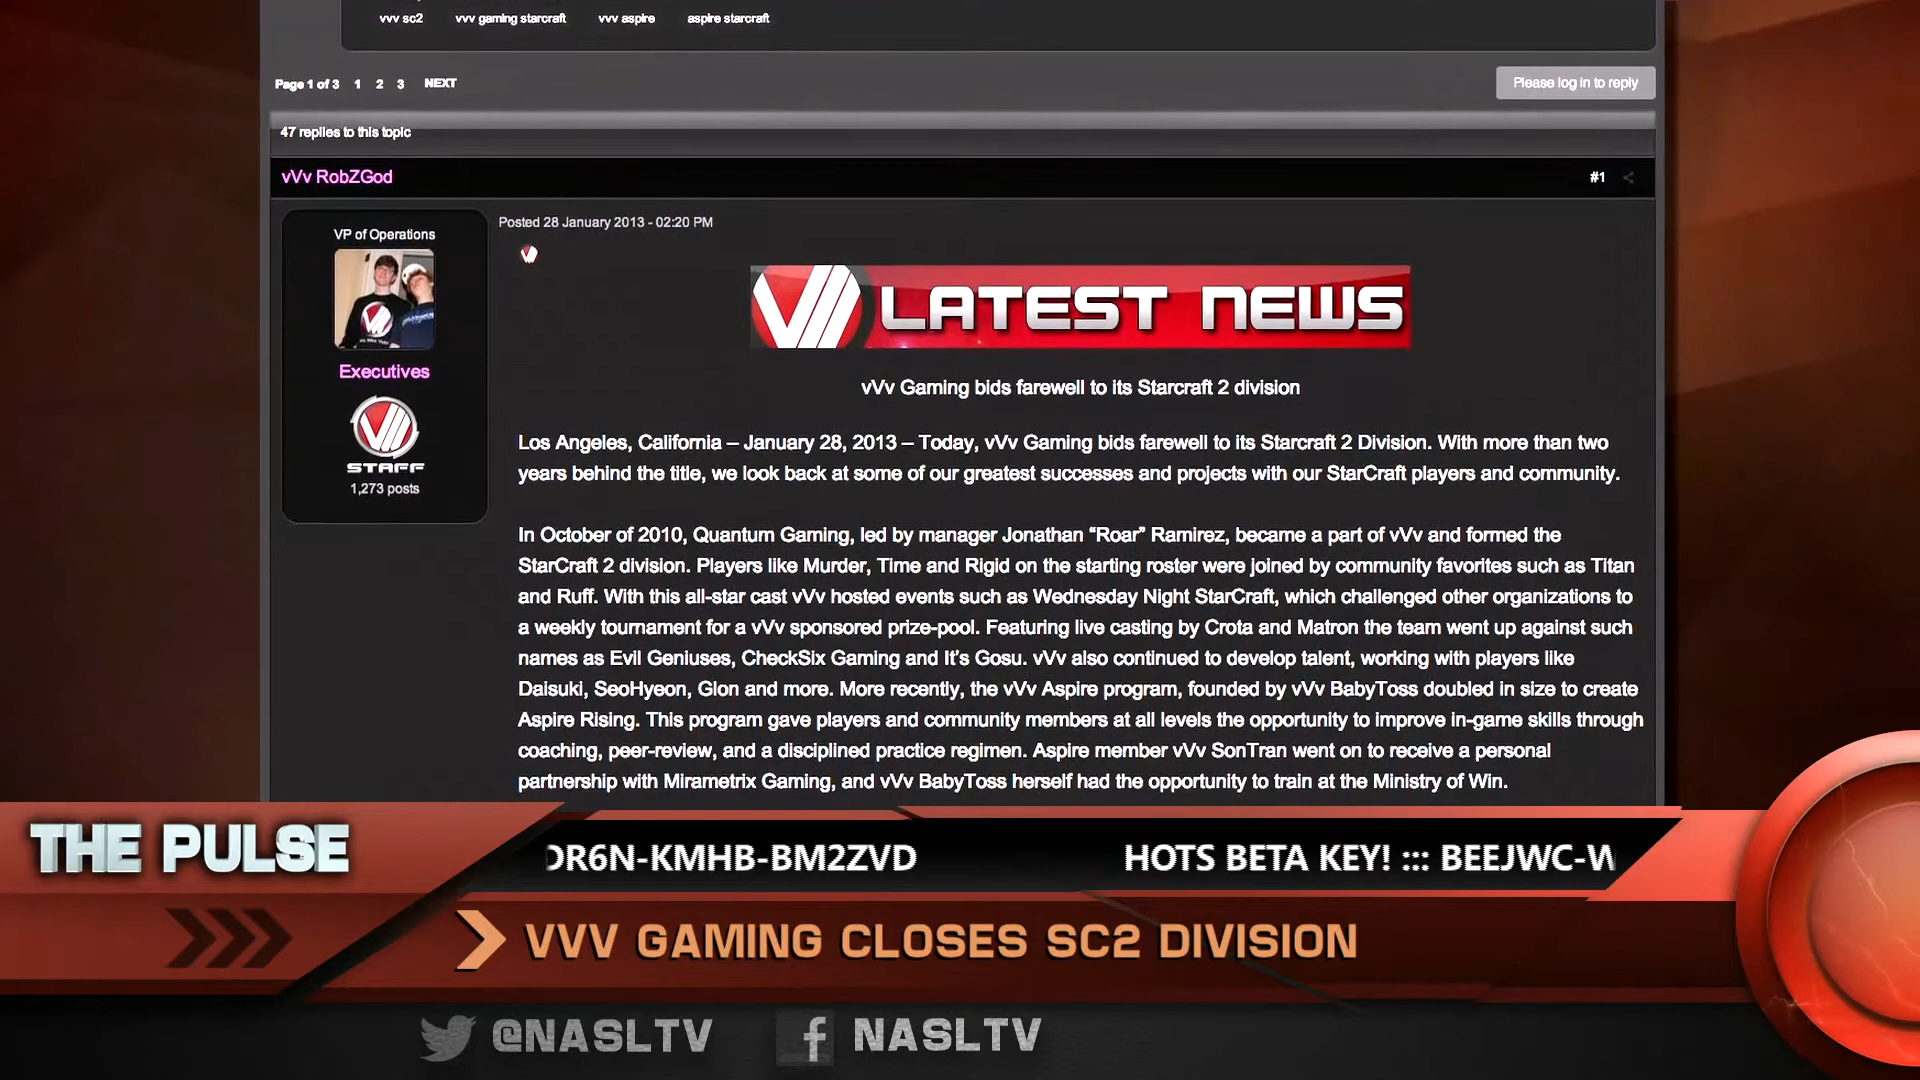 vvv sc2 vvv gaming starcraft vvv aspire aspire starcraft
Page 1 of 3 1 2 3 NEXT
Please log in to reply
47 replies to this topic
vVv RobZGod
#1
VP of Operations
Executives
STAFF
1,273 posts
Posted 28 January 2013 - 02:20 PM
LATEST NEWS
vVv Gaming bids farewell to its Starcraft 2 division
Los Angeles, California – January 28, 2013 – Today, vVv Gaming bids farewell to its Starcraft 2 Division. With more than two
years behind the title, we look back at some of our greatest successes and projects with our StarCraft players and community.
In October of 2010, Quantum Gaming, led by manager Jonathan “Roar” Ramirez, became a part of vVv and formed the
StarCraft 2 division. Players like Murder, Time and Rigid on the starting roster were joined by community favorites such as Titan
and Ruff. With this all-star cast vVv hosted events such as Wednesday Night StarCraft, which challenged other organizations to
a weekly tournament for a vVv sponsored prize-pool. Featuring live casting by Crota and Matron the team went up against such
names as Evil Geniuses, CheckSix Gaming and It's Gosu. vVv also continued to develop talent, working with players like
Daisuki, SeoHyeon, Glon and more. More recently, the vVv Aspire program, founded by vVv BabyToss doubled in size to create
Aspire Rising. This program gave players and community members at all levels the opportunity to improve in-game skills through
coaching, peer-review, and a disciplined practice regimen. Aspire member vVv SonTran went on to receive a personal
partnership with Mirametrix Gaming, and vVv BabyToss herself had the opportunity to train at the Ministry of Win.
THE PULSE
DR6N-KMHB-BM2ZVD HOTS BETA KEY! ::: BEEJWC-W
VVV GAMING CLOSES SC2 DIVISION
@NASLTV NASLTV